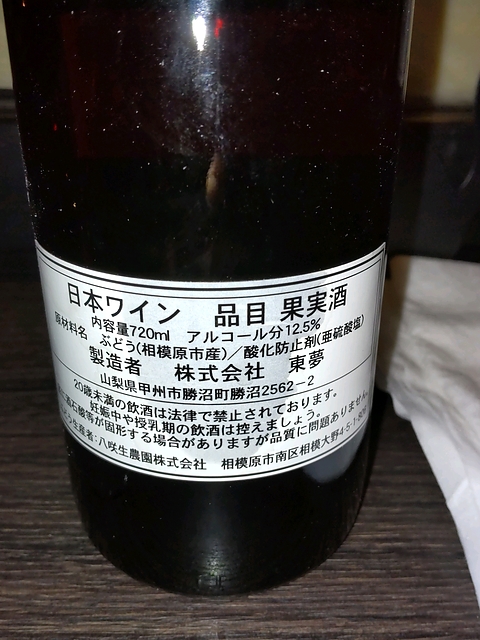 日本ワイン 品目 果実酒
内容量720ml アルコール分12.5%
原材料名 ぶどう(相模原市産)/酸化防止剤(亜硫酸塩)
製造者 株式会社 東夢
山梨県甲州市勝沼町勝沼2562-2
20歳未満の飲酒は法律で禁止されております。
妊娠中や授乳期の飲酒は控えましょう。
酒石酸等が固形する場合がありますが品質に問題ありません。
生産者:八咲生農園株式会社 相模原市南区相模大野4-5-1